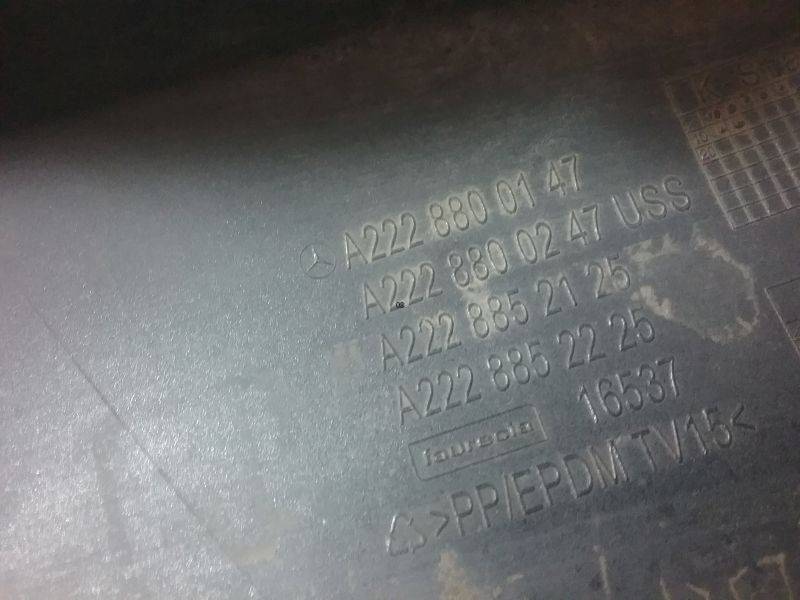 A222 880 01 47
A222 880 02 47 USS
A222 885 21 25
A222 885 22 25
faurecia 16537
>PP/EPDM TV15<